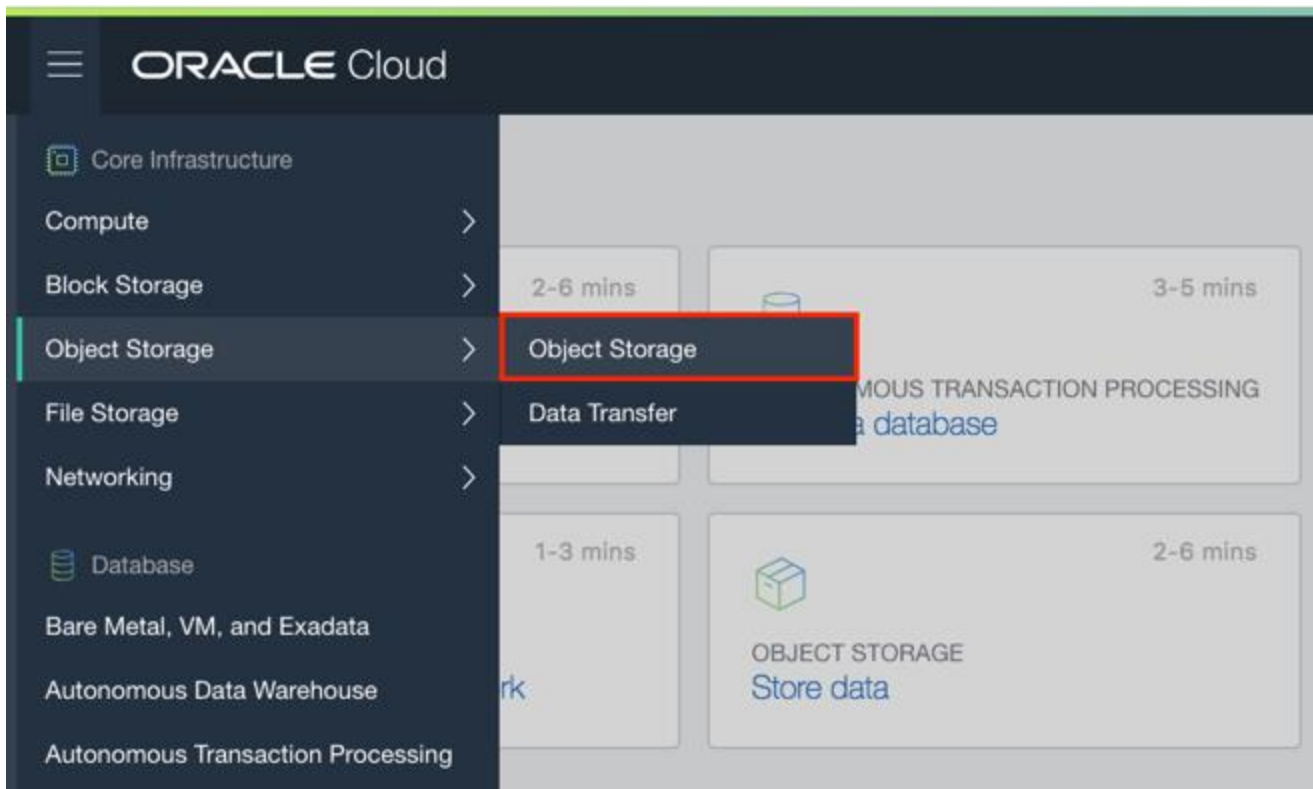 ORACLE Cloud
Core Infrastructure
Compute
Block Storage
Object Storage
File Storage
Networking
Database
Bare Metal, VM, and Exadata
Autonomous Data Warehouse
Autonomous Transaction Processing
Object Storage
Data Transfer
2-6 mins
3-5 mins
MOUS TRANSACTION PROCESSING
database
1-3 mins
rk
2-6 mins
OBJECT STORAGE
Store data